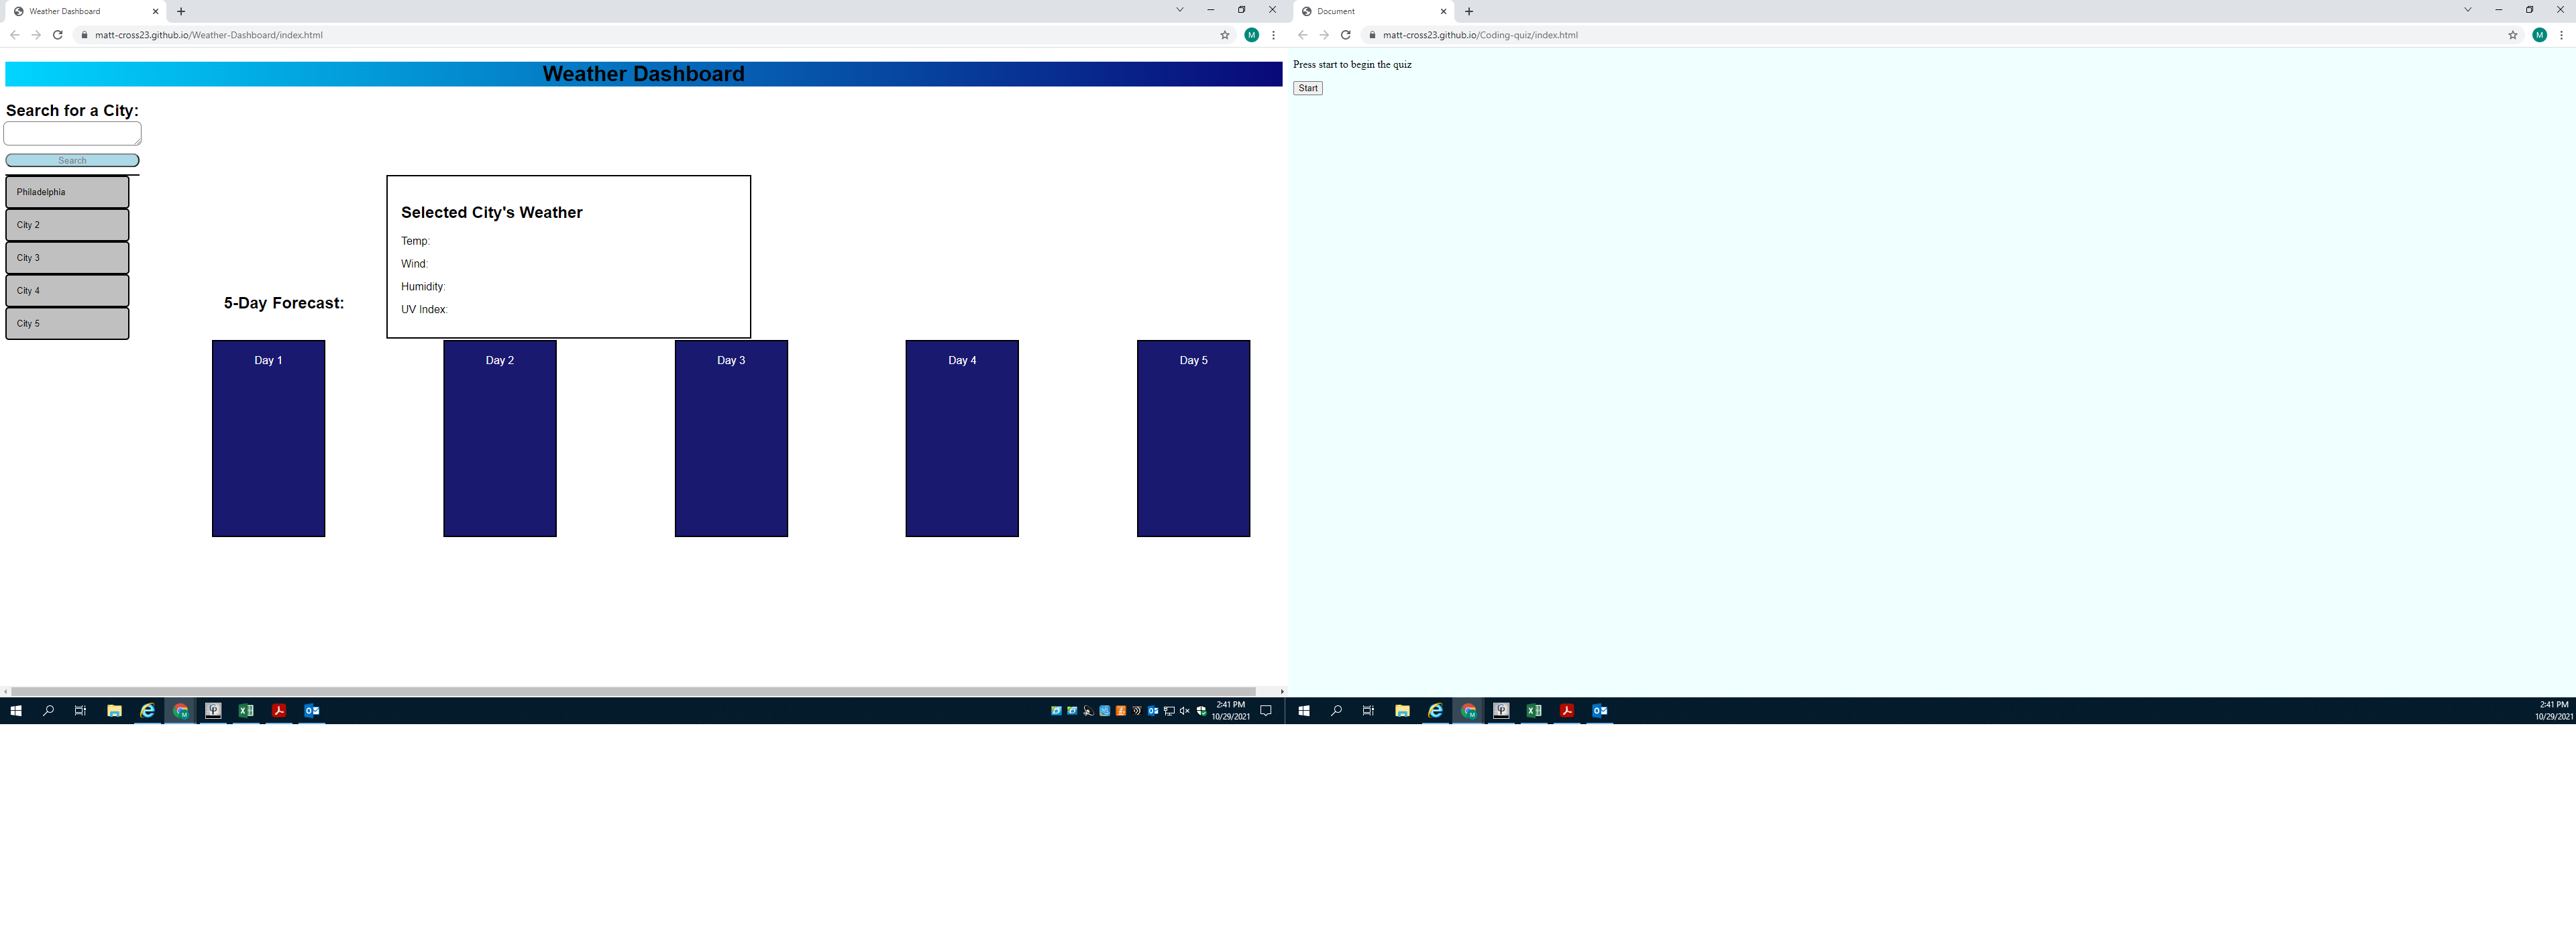 Weather Dashboard
matt-cross23.github.io/Weather-Dashboard/index.html
M
Weather Dashboard
Search for a City:
Search
Philadelphia
City 2
City 3
City 4
City 5
Selected City's Weather
Temp:
Wind:
Humidity:
UV Index:
5-Day Forecast:
Day 1
Day 2
Day 3
Day 4
Day 5
2:41 PM
10/29/2021
Document
matt-cross23.github.io/Coding-quiz/index.html
M
Press start to begin the quiz
Start
2:41 PM
10/29/2021